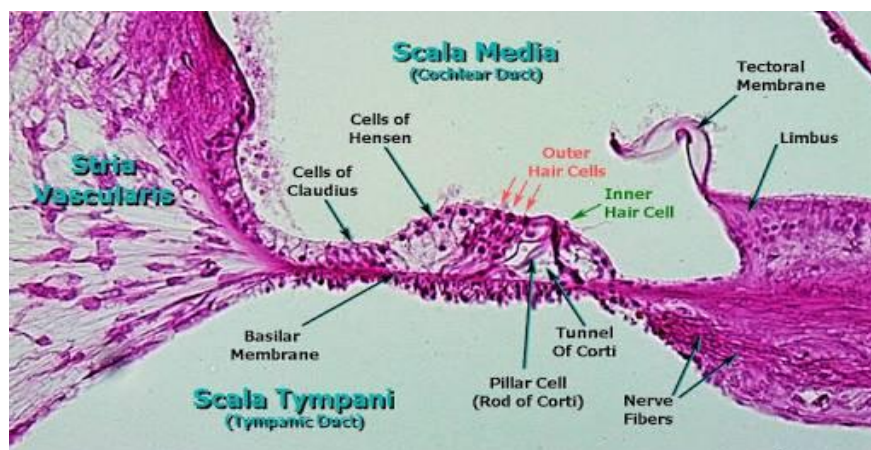 Scala Media
(Cochlear Duct)
Tectoral
Membrane
Cells of
Hensen
Limbus
Outer
Hair Cells
Stria
Vascularis
Cells of
Claudius
Inner
Hair Cell
Basilar
Membrane
Tunnel
Of Corti
Pillar Cell
(Rod of Corti)
Nerve
Fibers
Scala Tympani
(Tympanic Duct)